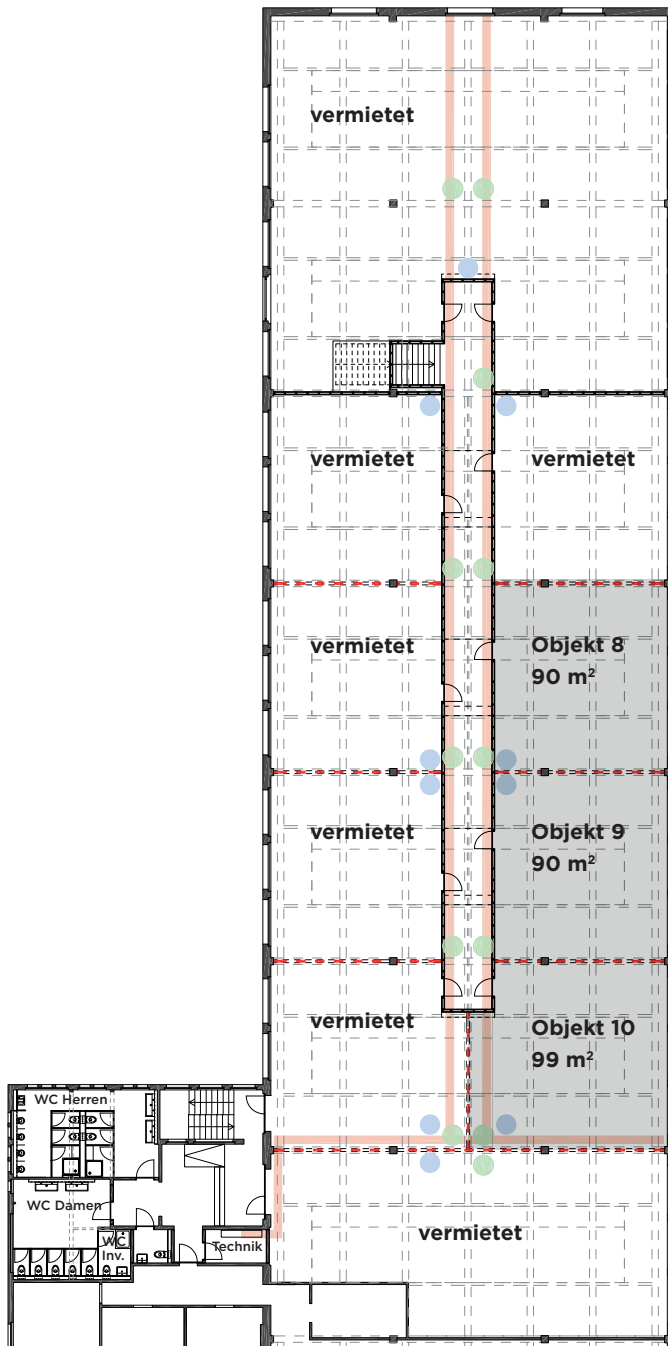 vermietet
vermietet
vermietet
vermietet
Objekt 8
90 m²
vermietet
Objekt 9
90 m²
vermietet
Objekt 10
99 m²
WC Herren
WC Damen
WC
Inv.
Technik
vermietet